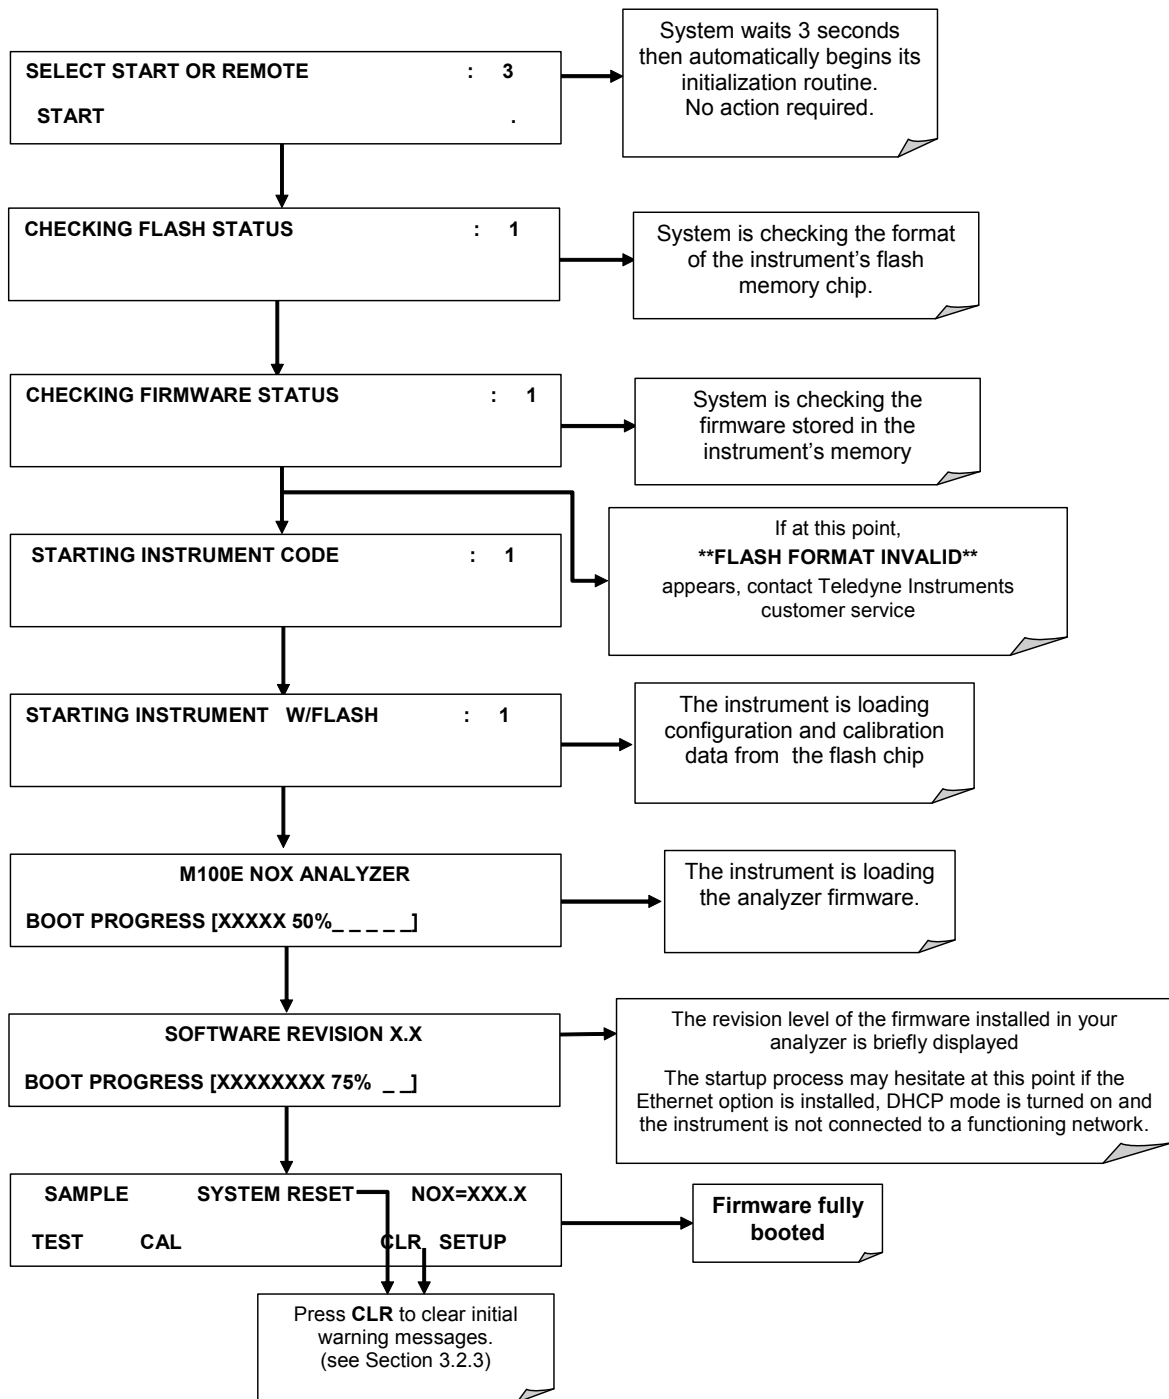 SELECT START OR REMOTE : 3
START .
System waits 3 seconds
then automatically begins its
initialization routine.
No action required.
CHECKING FLASH STATUS : 1
System is checking the format
of the instrument's flash
memory chip.
CHECKING FIRMWARE STATUS : 1
System is checking the
firmware stored in the
instrument's memory
STARTING INSTRUMENT CODE : 1
If at this point,
**FLASH FORMAT INVALID**
appears, contact Teledyne Instruments
customer service
STARTING INSTRUMENT W/FLASH : 1
The instrument is loading
configuration and calibration
data from the flash chip
M100E NOX ANALYZER
BOOT PROGRESS [XXXXX 50%_ _ _ _ _]
The instrument is loading
the analyzer firmware.
SOFTWARE REVISION X.X
BOOT PROGRESS [XXXXXXXX 75% _ _]
The revision level of the firmware installed in your
analyzer is briefly displayed
The startup process may hesitate at this point if the
Ethernet option is installed, DHCP mode is turned on and
the instrument is not connected to a functioning network.
SAMPLE SYSTEM RESET NOX=XXX.X
TEST CAL CLR SETUP
Firmware fully
booted
Press CLR to clear initial
warning messages.
(see Section 3.2.3)